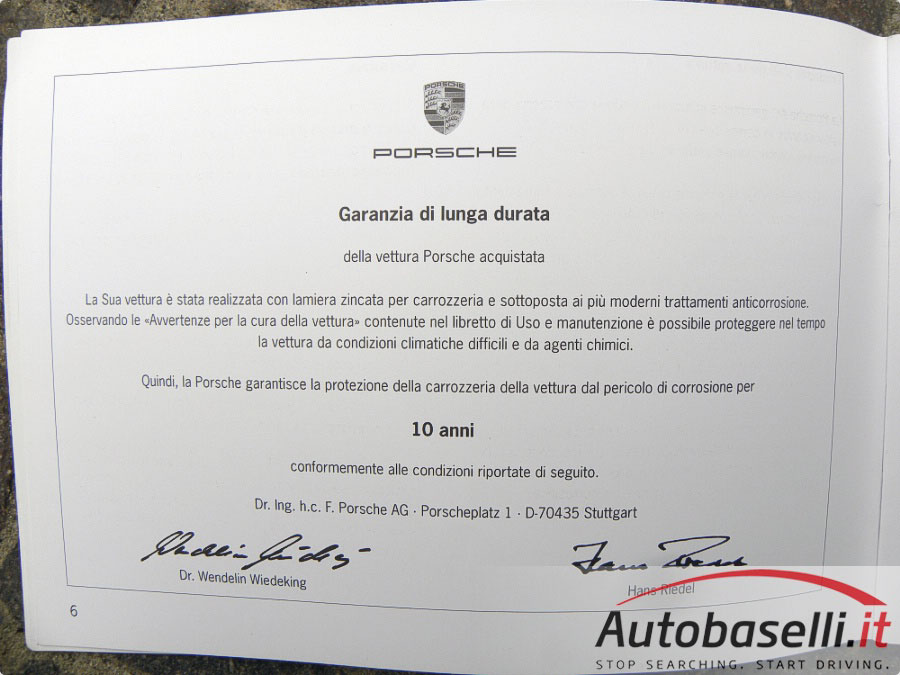 PORSCHE
PORSCHE
Garanzia di lunga durata
della vettura Porsche acquistata
La Sua vettura è stata realizzata con lamiera zincata per carrozzeria e sottoposta ai più moderni trattamenti anticorrosione.
Osservando le «Avvertenze per la cura della vettura» contenute nel libretto di Uso e manutenzione è possibile proteggere nel tempo
la vettura da condizioni climatiche difficili e da agenti chimici.
Quindi, la Porsche garantisce la protezione della carrozzeria della vettura dal pericolo di corrosione per
10 anni
conformemente alle condizioni riportate di seguito.
Dr. Ing. h.c. F. Porsche AG · Porscheplatz 1 · D-70435 Stuttgart
Wendelin Wiedeking
Dr. Wendelin Wiedeking
Hans Riedel
Hans Riedel
6
Autobaselli.it
STOP SEARCHING. START DRIVING.